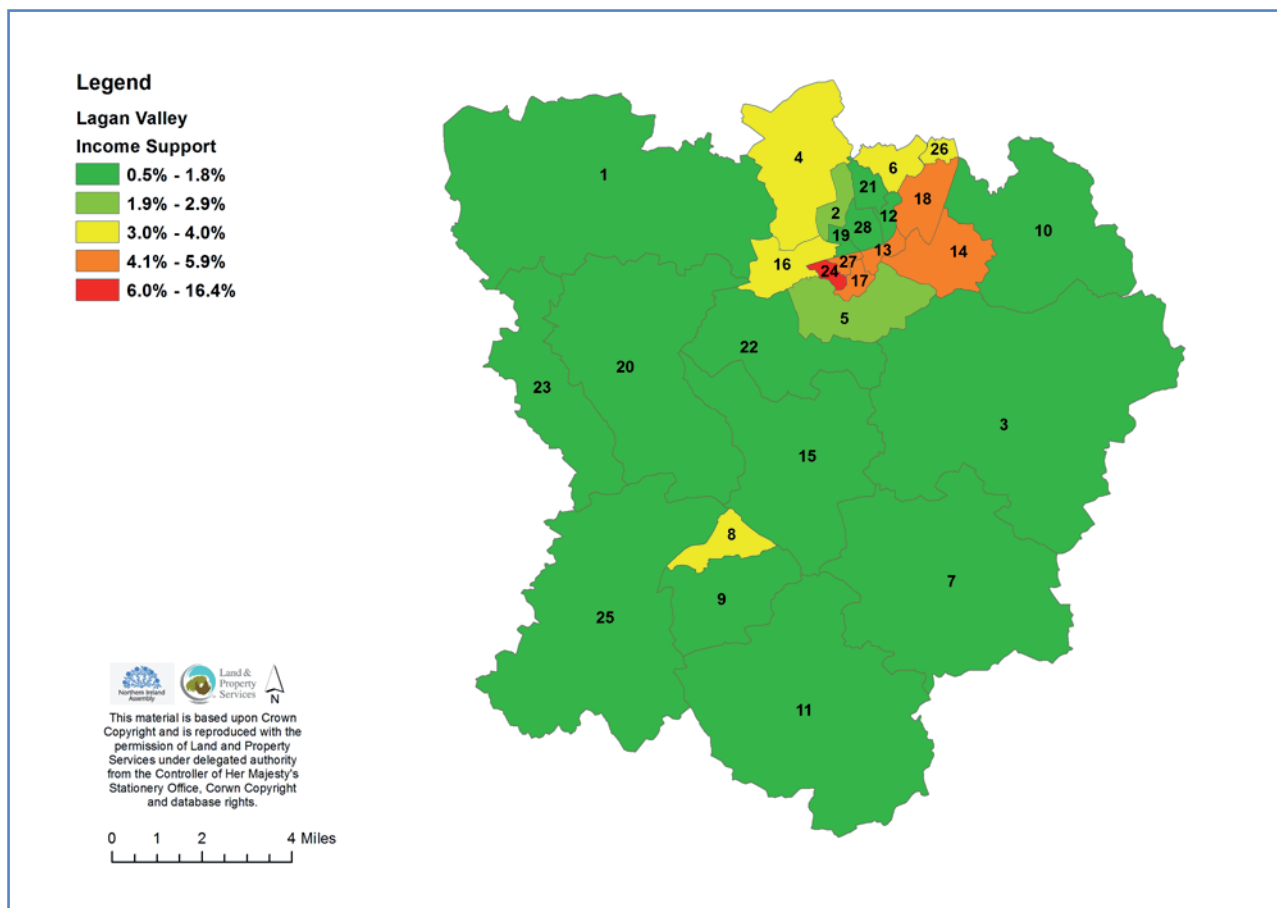 Legend
Lagan Valley
Income Support
0.5% - 1.8%
1.9% - 2.9%
3.0% - 4.0%
4.1% - 5.9%
6.0% - 16.4%
1
4
6
26
21
18
2
12
19
28
10
13
14
16
27
24
17
5
22
20
23
3
15
8
7
9
25
11
Northern Ireland
Assembly
Land &
Property
Services
N
This material is based upon Crown
Copyright and is reproduced with the
permission of Land and Property
Services under delegated authority
from the Controller of Her Majesty's
Stationery Office, Corwn Copyright
and database rights.
0 1 2 4 Miles